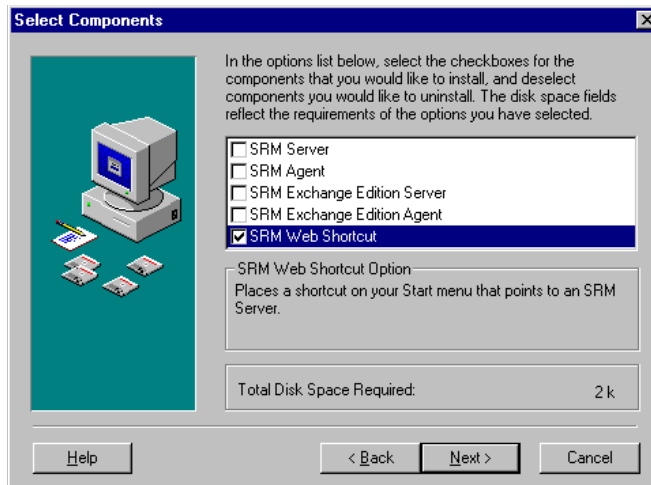 Select Components
In the options list below, select the checkboxes for the
components that you would like to install, and deselect
components you would like to uninstall. The disk space fields
reflect the requirements of the options you have selected.
SRM Server
SRM Agent
SRM Exchange Edition Server
SRM Exchange Edition Agent
SRM Web Shortcut
SRM Web Shortcut Option
Places a shortcut on your Start menu that points to an SRM
Server.
Total Disk Space Required: 2 k
Help < Back Next > Cancel